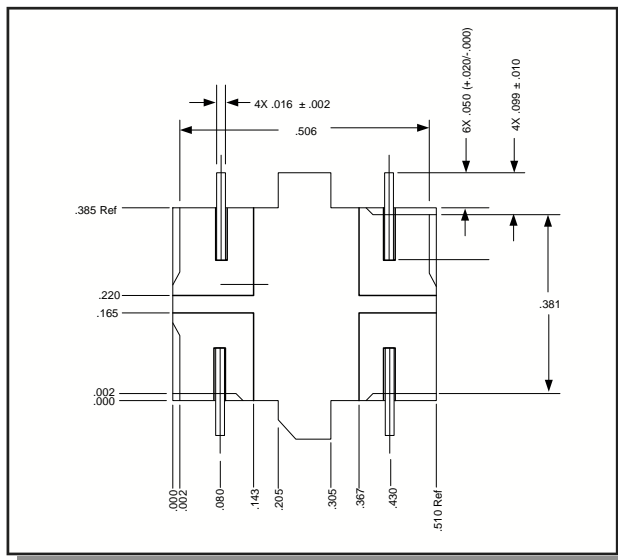 6X .050 (+.020/-.000)
4X .099 ± .010
4X .016 ± .002
.506
.385 Ref
.220
.165
.381
.002
.000
.000
.002
.080
.143
.205
.305
.367
.430
.510 Ref